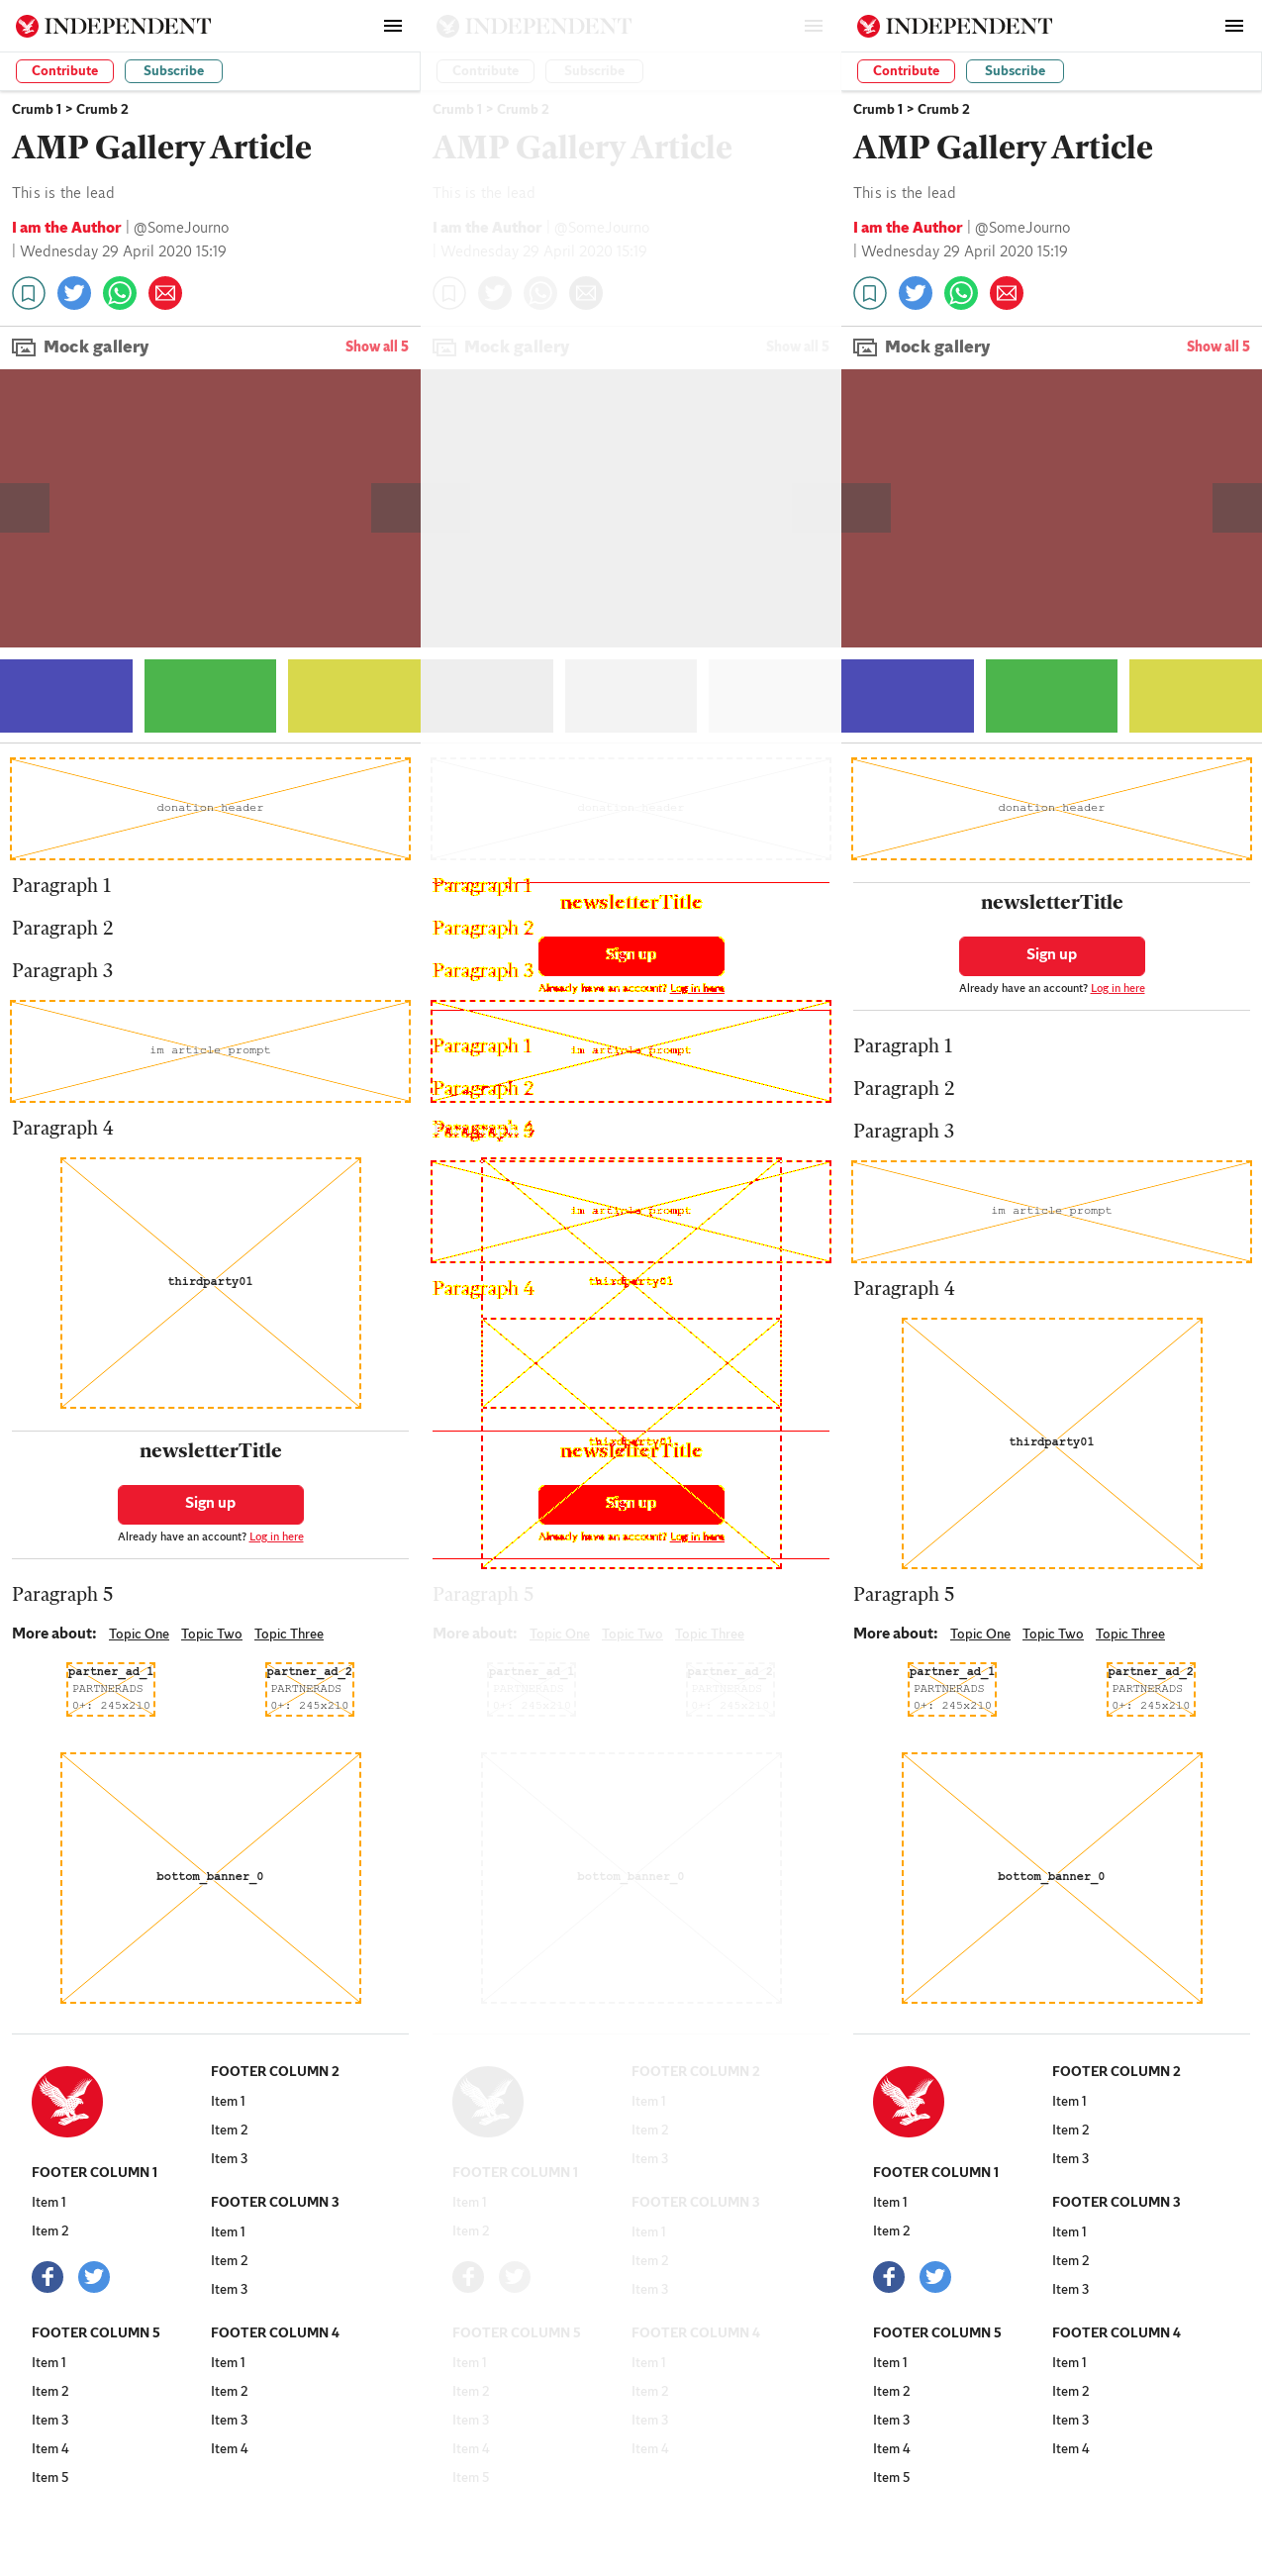 INDEPENDENT
Contribute Subscribe
Crumb 1 > Crumb 2
AMP Gallery Article
This is the lead
I am the Author | @SomeJourno
| Wednesday 29 April 2020 15:19
Mock gallery Show all 5
donation-header
Paragraph 1
Paragraph 2
Paragraph 3
im article prompt
Paragraph 4
thirdparty01
newsletterTitle
Sign up
Already have an account? Log in here
Paragraph 5
More about: Topic One Topic Two Topic Three
partner_ad_1 partner_ad_2
PARTNERADS PARTNERADS
0+: 245x210 0+: 245x210
bottom_banner_0
FOOTER COLUMN 1
Item 1
Item 2
FOOTER COLUMN 2
Item 1
Item 2
Item 3
FOOTER COLUMN 3
Item 1
Item 2
Item 3
FOOTER COLUMN 5
Item 1
Item 2
Item 3
Item 4
Item 5
FOOTER COLUMN 4
Item 1
Item 2
Item 3
Item 4
INDEPENDENT
Contribute Subscribe
Crumb 1 > Crumb 2
AMP Gallery Article
This is the lead
I am the Author | @SomeJourno
| Wednesday 29 April 2020 15:19
Mock gallery Show all 5
donation-header
Paragraph 1
newsletterTitle
Paragraph 2
Sign up
Paragraph 3
Already have an account? Log in here
Paragraph 1
im article prompt
Paragraph 2
im article prompt
thirdparty01
Paragraph 4
thirdparty01
newsletterTitle
Sign up
Already have an account? Log in here
Paragraph 5
More about: Topic One Topic Two Topic Three
partner_ad_1 partner_ad_2
PARTNERADS PARTNERADS
0+: 245x210 0+: 245x210
bottom_banner_0
FOOTER COLUMN 1
Item 1
Item 2
FOOTER COLUMN 2
Item 1
Item 2
Item 3
FOOTER COLUMN 3
Item 1
Item 2
Item 3
FOOTER COLUMN 5
Item 1
Item 2
Item 3
Item 4
Item 5
FOOTER COLUMN 4
Item 1
Item 2
Item 3
Item 4
INDEPENDENT
Contribute Subscribe
Crumb 1 > Crumb 2
AMP Gallery Article
This is the lead
I am the Author | @SomeJourno
| Wednesday 29 April 2020 15:19
Mock gallery Show all 5
donation-header
newsletterTitle
Sign up
Already have an account? Log in here
Paragraph 1
Paragraph 2
Paragraph 3
im article prompt
Paragraph 4
thirdparty01
Paragraph 5
More about: Topic One Topic Two Topic Three
partner_ad_1 partner_ad_2
PARTNERADS PARTNERADS
0+: 245x210 0+: 245x210
bottom_banner_0
FOOTER COLUMN 1
Item 1
Item 2
FOOTER COLUMN 2
Item 1
Item 2
Item 3
FOOTER COLUMN 3
Item 1
Item 2
Item 3
FOOTER COLUMN 5
Item 1
Item 2
Item 3
Item 4
Item 5
FOOTER COLUMN 4
Item 1
Item 2
Item 3
Item 4